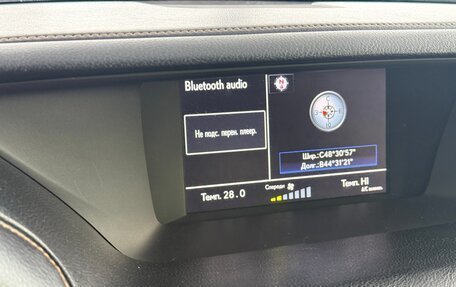 Bluetooth audio
N
Не подс. перен. плеер.
С
Ю
Шир.:С48°30'57"
Долг.:В44°31'21"
Темп. 28.0
Спереди
Темп. HI